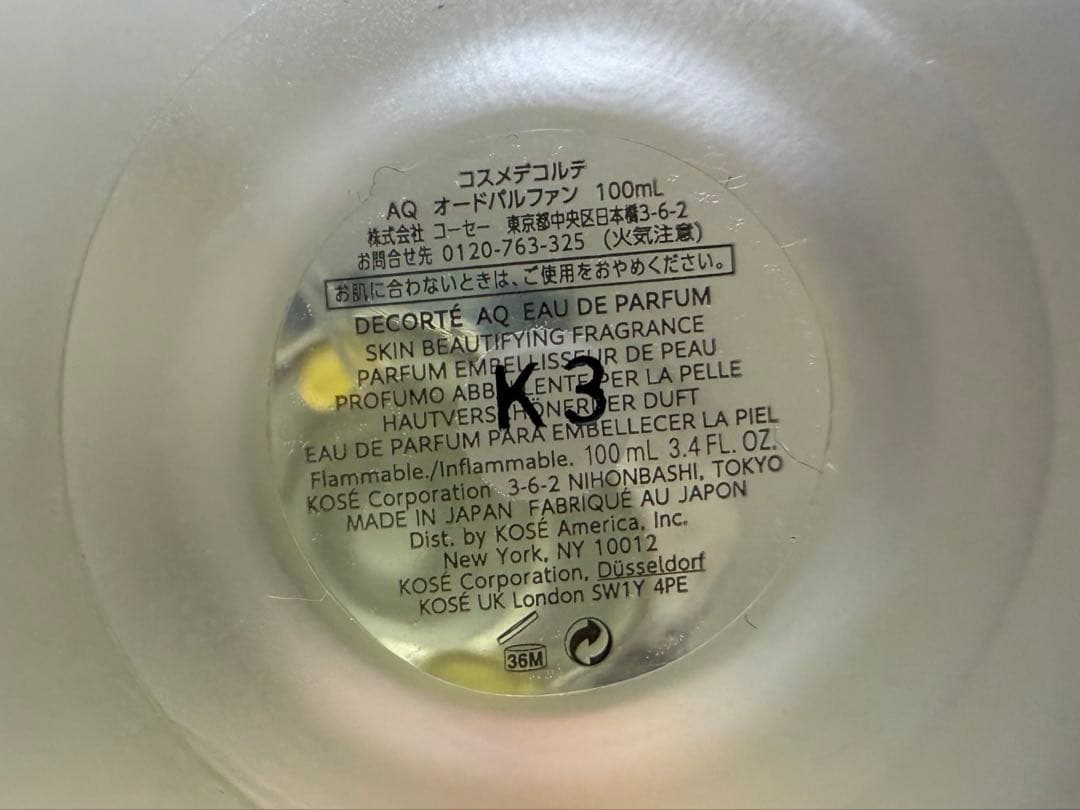 コスメデコルテ
AQ オードパルファン 100mL
株式会社 コーセー 東京都中央区日本橋3-6-2
お問合せ先 0120-763-325 (火気注意)
お肌に合わないときは、ご使用をおやめください。
DECORTÉ AQ EAU DE PARFUM
SKIN BEAUTIFYING FRAGRANCE
PARFUM EMBELLISSEUR DE PEAU
PROFUMO ABBELLENTE PER LA PELLE
K3
HAUTVERSCHÖNERNDER DUFT
EAU DE PARFUM PARA EMBELLECER LA PIEL
Flammable./Inflammable. 100 mL 3.4 FL. OZ.
KOSÉ Corporation 3-6-2 NIHONBASHI, TOKYO
MADE IN JAPAN FABRIQUÉ AU JAPON
Dist. by KOSÉ America, Inc.
New York, NY 10012
KOSÉ Corporation, Düsseldorf
KOSÉ UK London SW1Y 4PE
36M